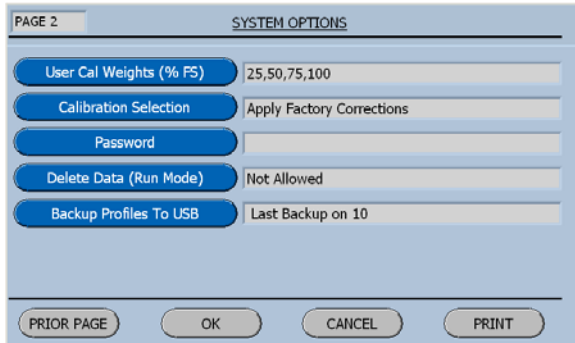 PAGE 2 SYSTEM OPTIONS
User Cal Weights (% FS) 25,50,75,100
Calibration Selection Apply Factory Corrections
Password
Delete Data (Run Mode) Not Allowed
Backup Profiles To USB Last Backup on 10
PRIOR PAGE OK CANCEL PRINT